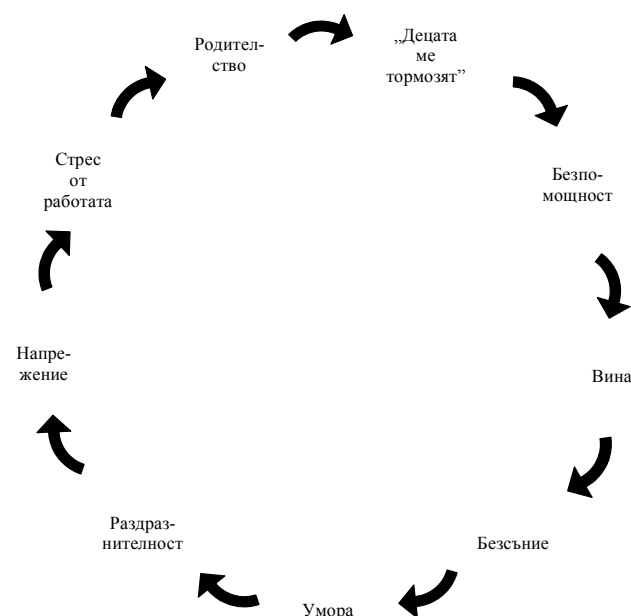 Родител-
ство
„Децата
ме
тормозят”
Безпо-
мощност
Вина
Безсъние
Умора
Раздраз-
нителност
Напре-
жение
Стрес
от
работата